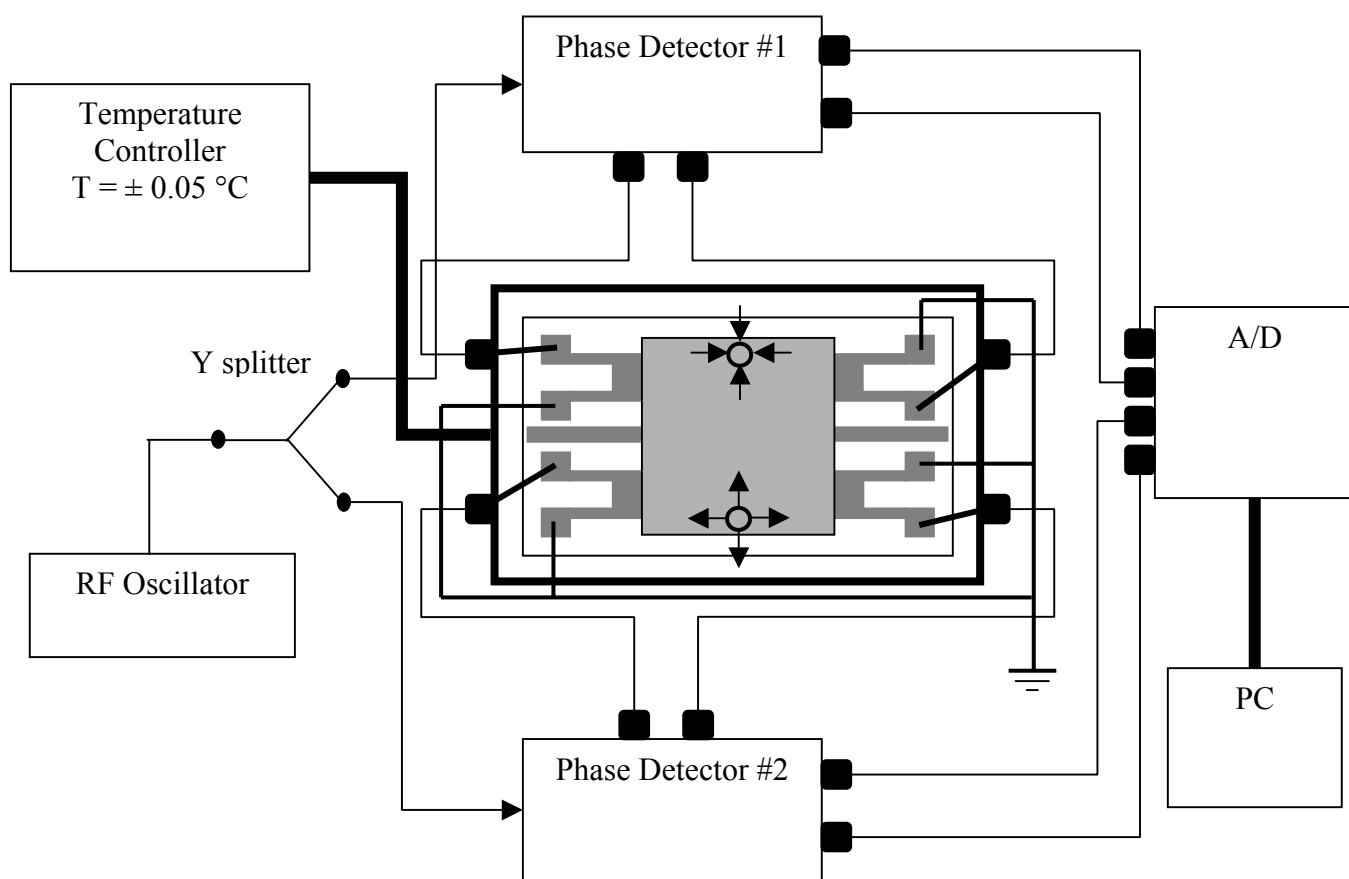 Phase Detector #1
Temperature
Controller
T = ± 0.05 °C
A/D
Y splitter
RF Oscillator
PC
Phase Detector #2